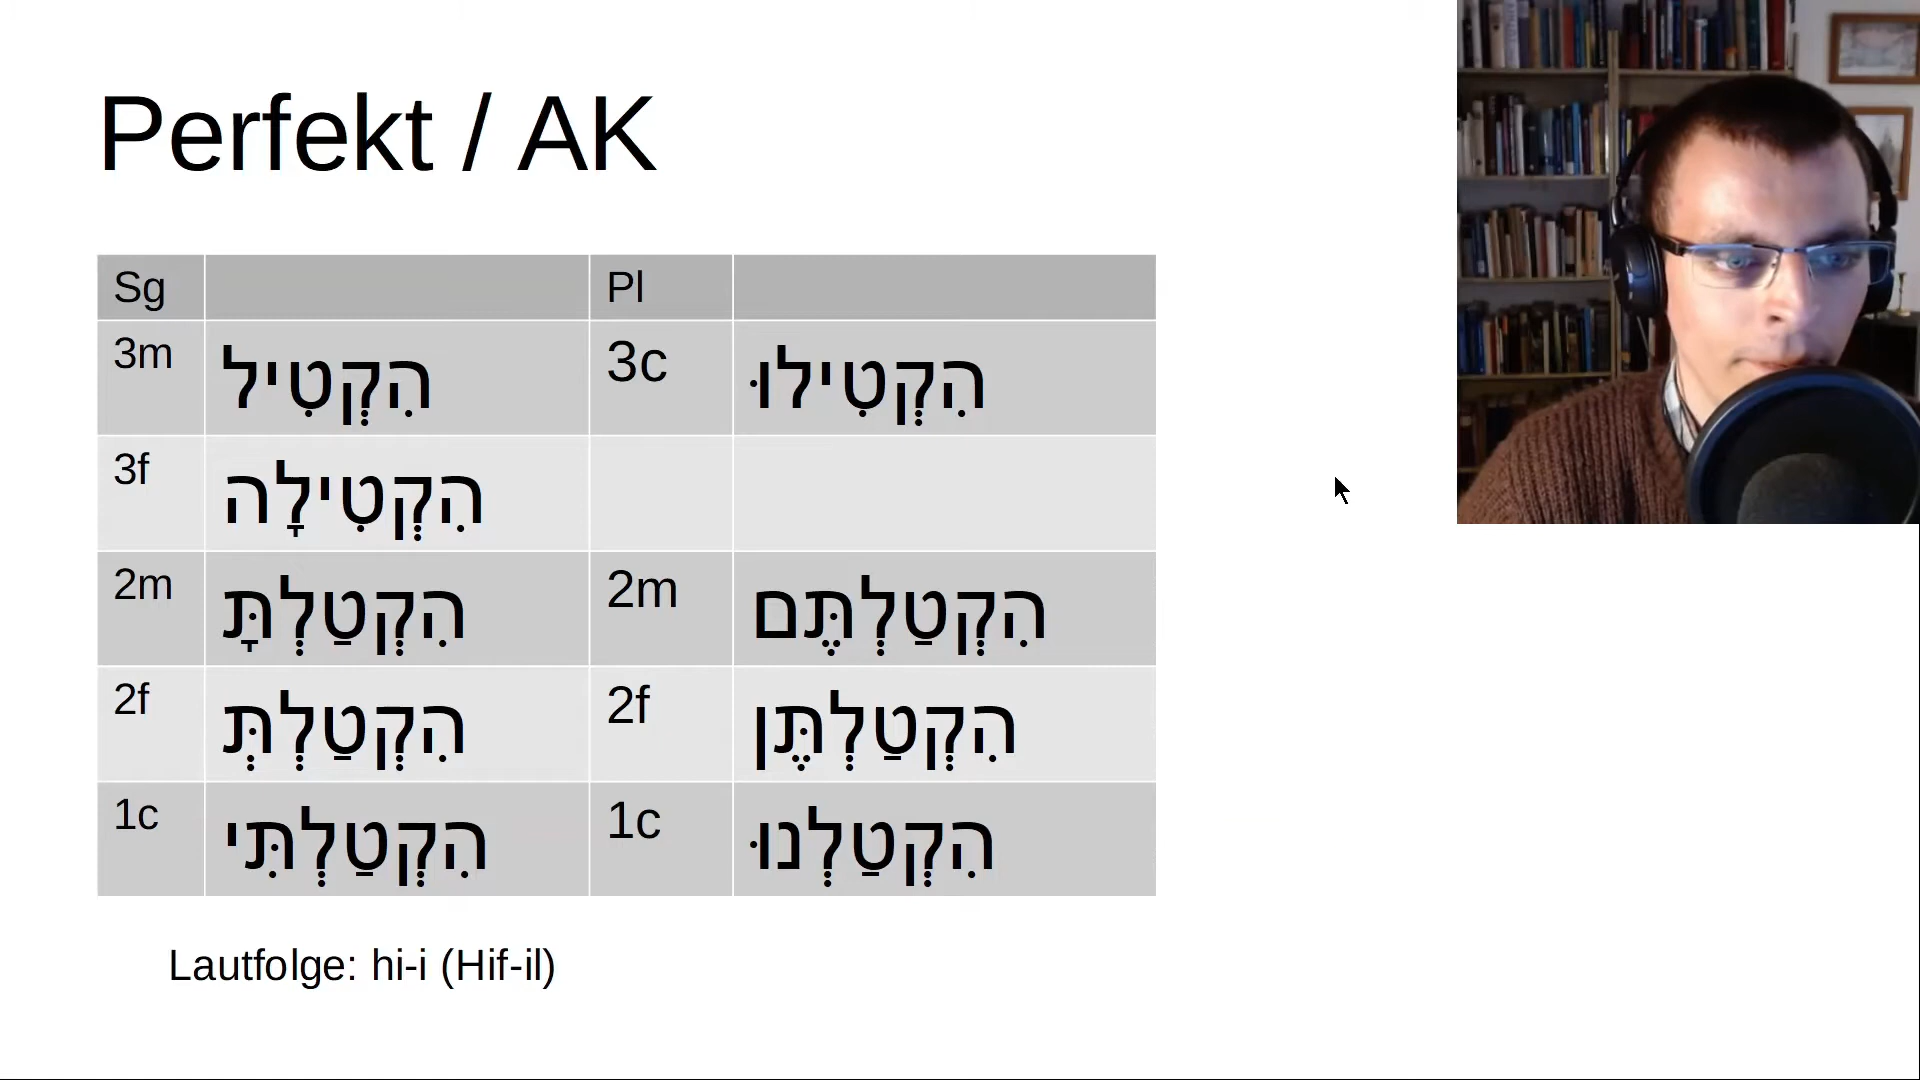 Perfekt / AK
Sg Pl
3m הִקְטִיל 3c הִקְטִילוּ
3f הִקְטִילָה
2m הִקְטַלְתָּ 2m הִקְטַלְתֶּם
2f הִקְטַלְתְּ 2f הִקְטַלְתֶּן
1c הִקְטַלְתִּי 1c הִקְטַלְנוּ
Lautfolge: hi-i (Hif-il)